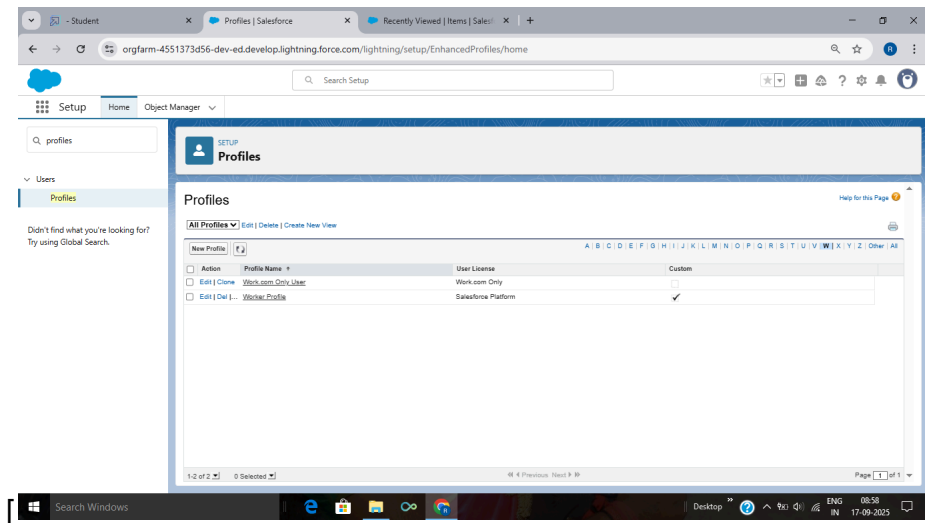 - Student
Profiles | Salesforce
Recently Viewed | Items | Salesf
orgfarm-4551373d56-dev-ed.develop.lightning.force.com/lightning/setup/EnhancedProfiles/home
R
Search Setup
Setup
Home
Object Manager
profiles
SETUP
Profiles
Users
Profiles
Didn't find what you're looking for?
Try using Global Search.
Profiles
Help for this Page
All Profiles Edit | Delete | Create New View
New Profile
A | B | C | D | E | F | G | H | I | J | K | L | M | N | O | P | Q | R | S | T | U | V | W | X | Y | Z | Other | All
Action Profile Name User License Custom
Edit | Clone Work.com Only User Work.com Only
Edit | Del |... Worker Profile Salesforce Platform
1-2 of 2 0 Selected Previous Next Page 1 of 1
[
Search Windows
Desktop
ENG
IN
08:58
17-09-2025